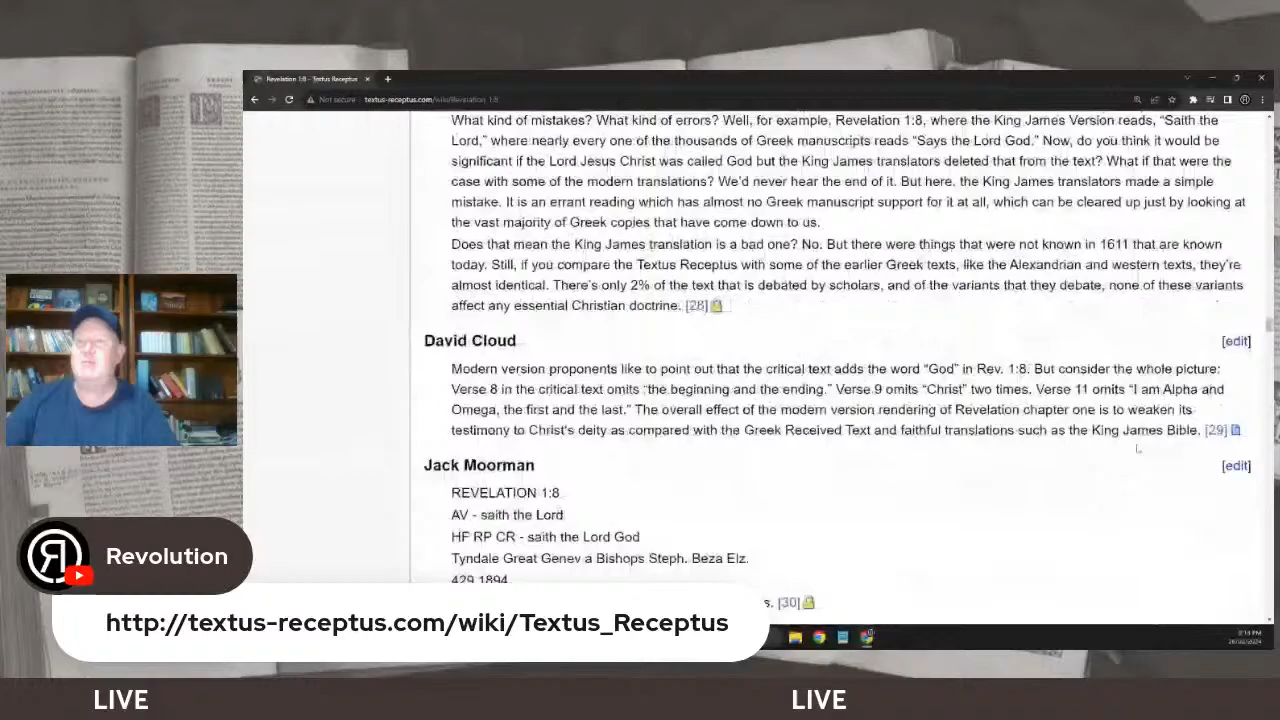 Revelation 1:8 - Textus Receptus
Not secure
textus-receptus.com/wiki/Revelation_1:8
What kind of mistakes? What kind of errors? Well, for example, Revelation 1:8, where the King James Version reads, “Saith the
Lord,” where nearly every one of the thousands of Greek manuscripts reads “Says the Lord God.” Now, do you think it would be
significant if the Lord Jesus Christ was called God but the King James translators deleted that from the text? What if that were the
case with some of the modern translations? We’d never hear the end of it. But here, the King James translators made a simple
mistake. It is an errant reading which has almost no Greek manuscript support for it at all, which can be cleared up just by looking at
the vast majority of Greek copies that have come down to us.
Does that mean the King James translation is a bad one? No. But there were things that were not known in 1611 that are known
today. Still, if you compare the Textus Receptus with some of the earlier Greek texts, like the Alexandrian and western texts, they’re
almost identical. There’s only 2% of the text that is debated by scholars, and of the variants that they debate, none of these variants
affect any essential Christian doctrine. [28]
David Cloud [edit]
Modern version proponents like to point out that the critical text adds the word “God” in Rev. 1:8. But consider the whole picture:
Verse 8 in the critical text omits “the beginning and the ending.” Verse 9 omits “Christ” two times. Verse 11 omits “I am Alpha and
Omega, the first and the last.” The overall effect of the modern version rendering of Revelation chapter one is to weaken its
testimony to Christ’s deity as compared with the Greek Received Text and faithful translations such as the King James Bible. [29]
Jack Moorman [edit]
REVELATION 1:8
AV - saith the Lord
HF RP CR - saith the Lord God
Tyndale Great Genev a Bishops Steph. Beza Elz.
429 1894
s. [30]
Revolution
http://textus-receptus.com/wiki/Textus_Receptus
LIVE
LIVE